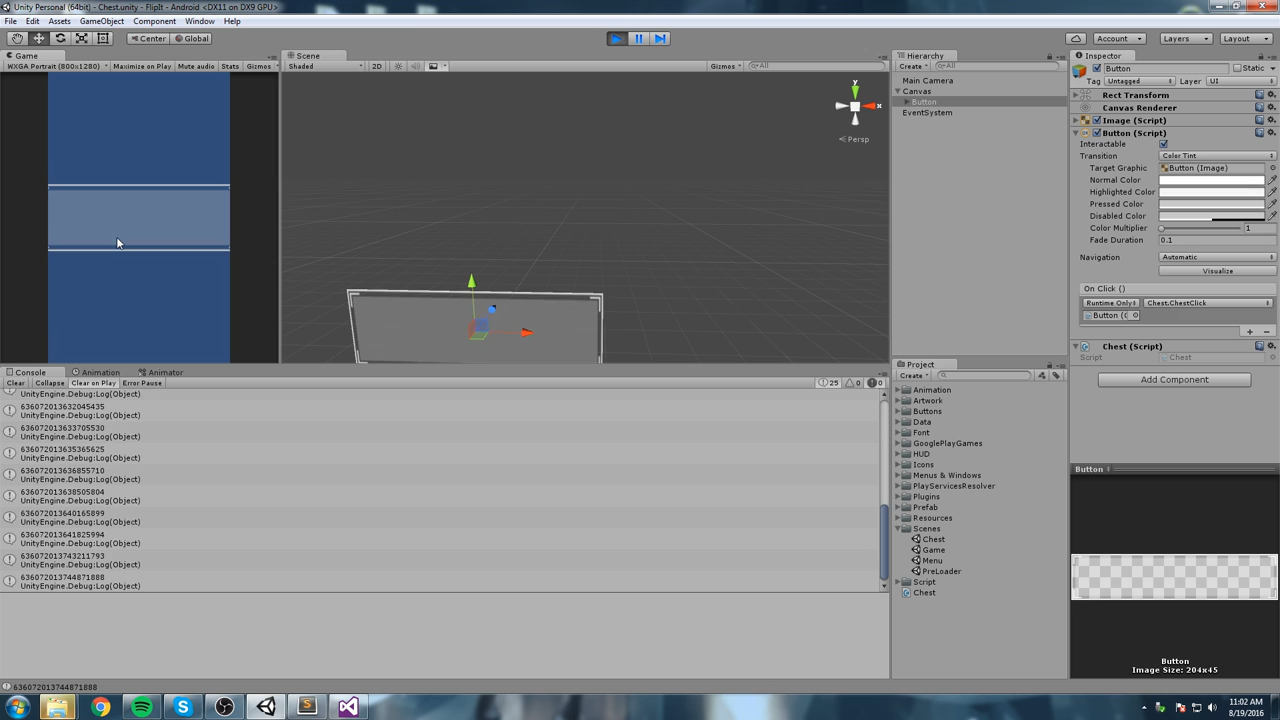 Unity Personal (64bit) - Chest.unity - FlipIt - Android <DX11 on DX9 GPU>
File Edit Assets GameObject Component Window Help
Center Global
Account Layers Layout
Game
WXGA Portrait (800x1280) Maximize on Play Mute audio Stats Gizmos
Scene
Shaded 2D Gizmos All
y
x
Persp
Hierarchy
Create All
Main Camera
Canvas
Button
EventSystem
Inspector
Button Static
Tag Untagged Layer UI
Rect Transform
Canvas Renderer
Image (Script)
Button (Script)
Interactable
Transition Color Tint
Target Graphic Button (Image)
Normal Color
Highlighted Color
Pressed Color
Disabled Color
Color Multiplier 1
Fade Duration 0.1
Navigation Automatic
Visualize
On Click ()
Runtime Only Chest.ChestClick
Button (
Chest (Script)
Script Chest
Add Component
Console Animation Animator
Clear Collapse Clear on Play Error Pause 25 0 0
UnityEngine.Debug:Log(Object)
636072013632045435
UnityEngine.Debug:Log(Object)
636072013633705530
UnityEngine.Debug:Log(Object)
636072013635365625
UnityEngine.Debug:Log(Object)
636072013636855710
UnityEngine.Debug:Log(Object)
636072013638505804
UnityEngine.Debug:Log(Object)
636072013640165899
UnityEngine.Debug:Log(Object)
636072013641825994
UnityEngine.Debug:Log(Object)
636072013743211793
UnityEngine.Debug:Log(Object)
636072013744871888
UnityEngine.Debug:Log(Object)
Project
Create
Animation
Artwork
Buttons
Data
Font
GooglePlayGames
HUD
Icons
Menus & Windows
PlayServicesResolver
Plugins
Prefab
Resources
Scenes
Chest
Game
Menu
PreLoader
Script
Chest
Button
Button
Image Size: 204x45
636072013744871888
11:02 AM
8/19/2016